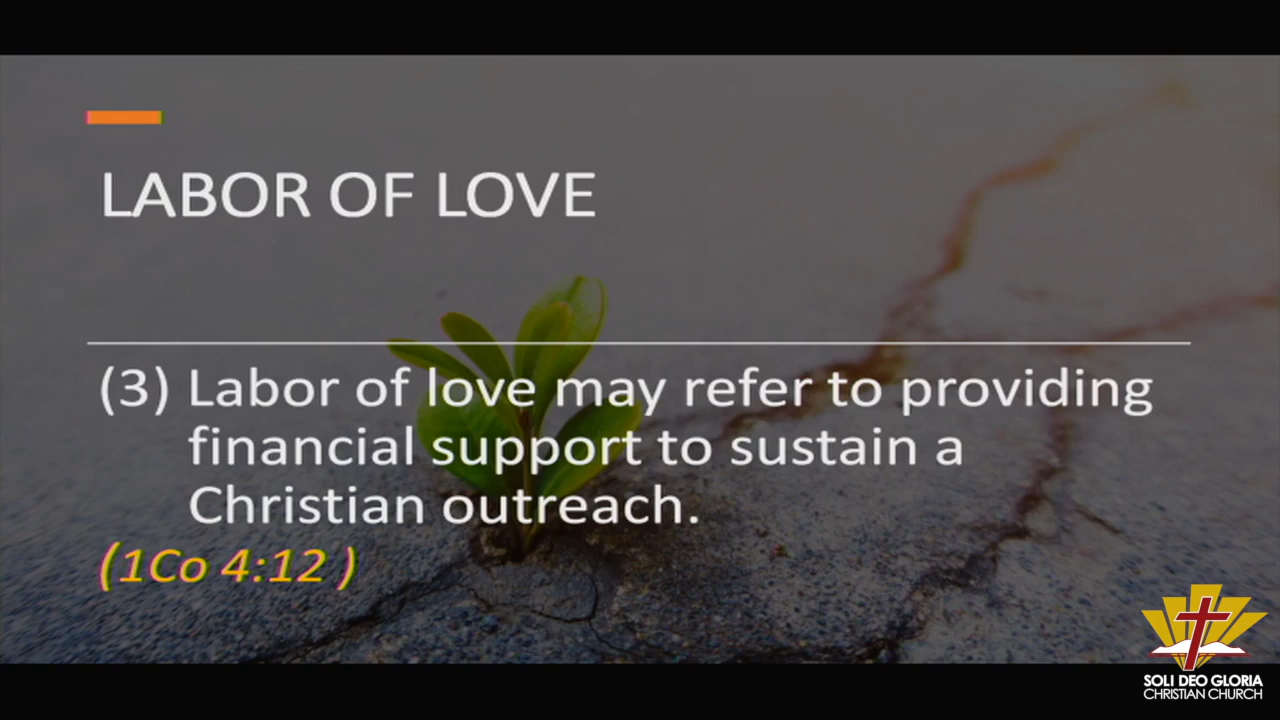 LABOR OF LOVE
(3) Labor of love may refer to providing
financial support to sustain a
Christian outreach.
(1Co 4:12 )
SOLI DEO GLORIA
CHRISTIAN CHURCH